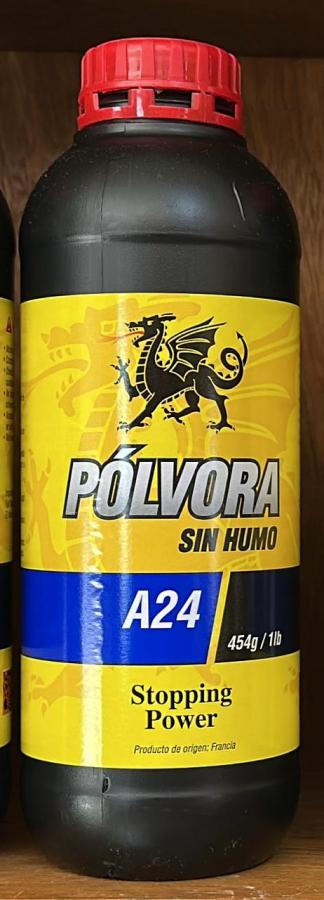 PÓLVORA
SIN HUMO
A24
454g / 1lb
Stopping
Power
Producto de origen: Francia